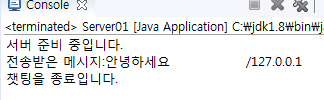 Console
<terminated> Server01 [Java Application] C:\jdk1.8\bin\ja
서버 준비 중입니다.
전송받은 메시지:안녕하세요 /127.0.0.1
챗팅을 종료입니다.